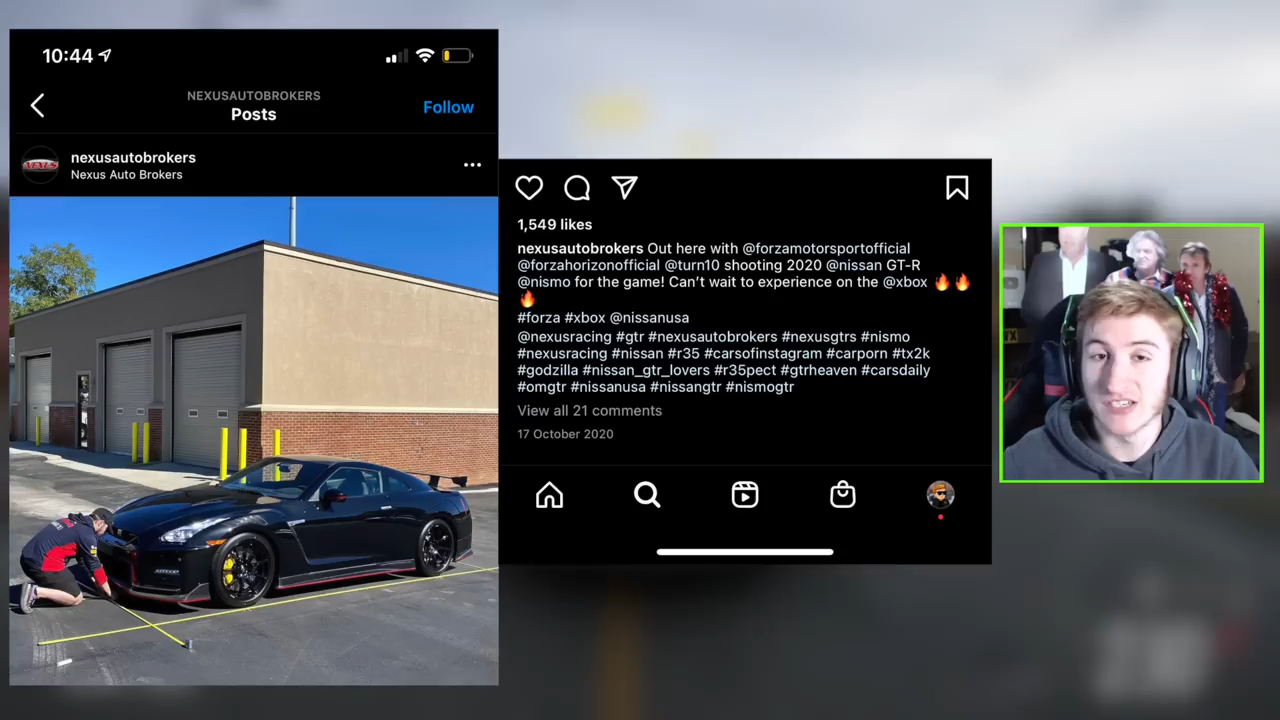 10:44
NEXUSAUTOBROKERS
Posts
Follow
NEXUS
nexusautobrokers
Nexus Auto Brokers
1,549 likes
nexusautobrokers Out here with @forzamotorsportofficial
@forzahorizonofficial @turn10 shooting 2020 @nissan GT-R
@nismo for the game! Can't wait to experience on the @xbox 🔥🔥
🔥
#forza #xbox @nissanusa
@nexusracing #gtr #nexusautobrokers #nexusgtrs #nismo
#nexusracing #nissan #r35 #carsofinstagram #carporn #tx2k
#godzilla #nissan_gtr_lovers #r35pect #gtrheaven #carsdaily
#omgtr #nissanusa #nissangtr #nismogtr
View all 21 comments
17 October 2020